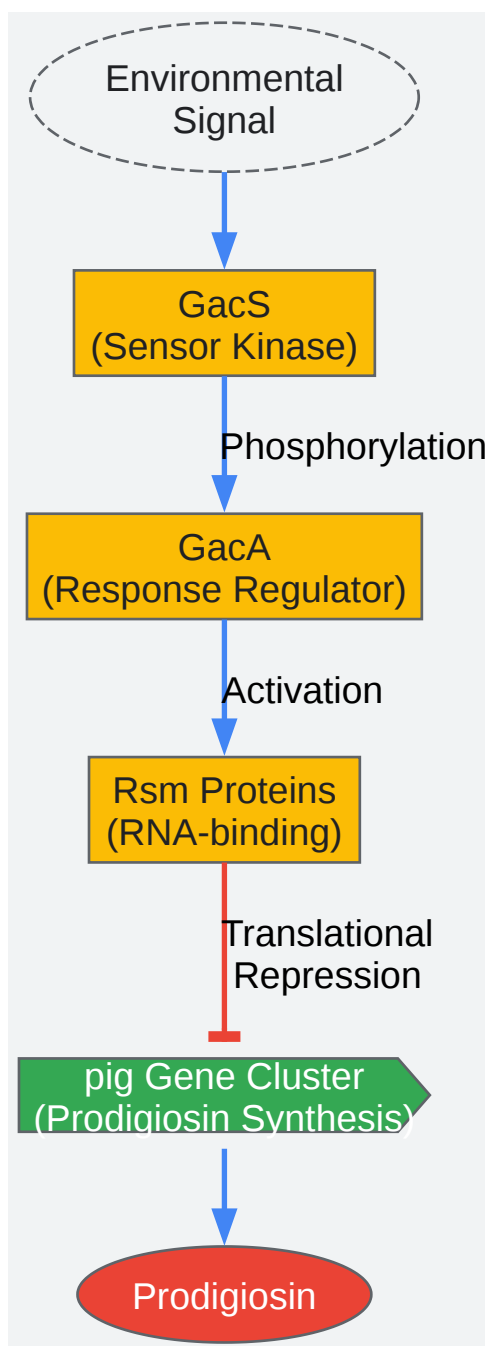 Environmental
Signal
GacS
(Sensor Kinase)
Phosphorylation
GacA
(Response Regulator)
Activation
Rsm Proteins
(RNA-binding)
Translational
Repression
pig Gene Cluster
(Prodigiosin Synthesis)
Prodigiosin